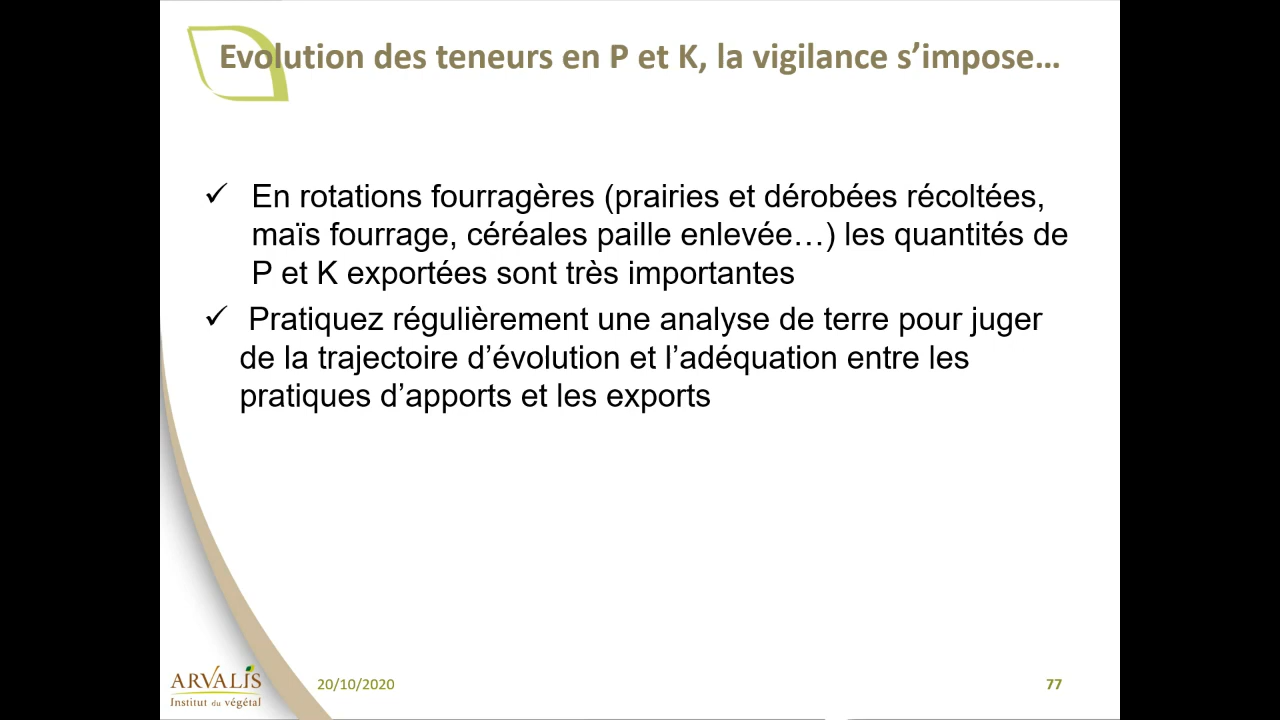 Evolution des teneurs en P et K, la vigilance s’impose…
✓ En rotations fourragères (prairies et dérobées récoltées,
maïs fourrage, céréales paille enlevée…) les quantités de
P et K exportées sont très importantes
✓ Pratiquez régulièrement une analyse de terre pour juger
de la trajectoire d’évolution et l’adéquation entre les
pratiques d’apports et les exports
ARVALIS
Institut du végétal
20/10/2020
77